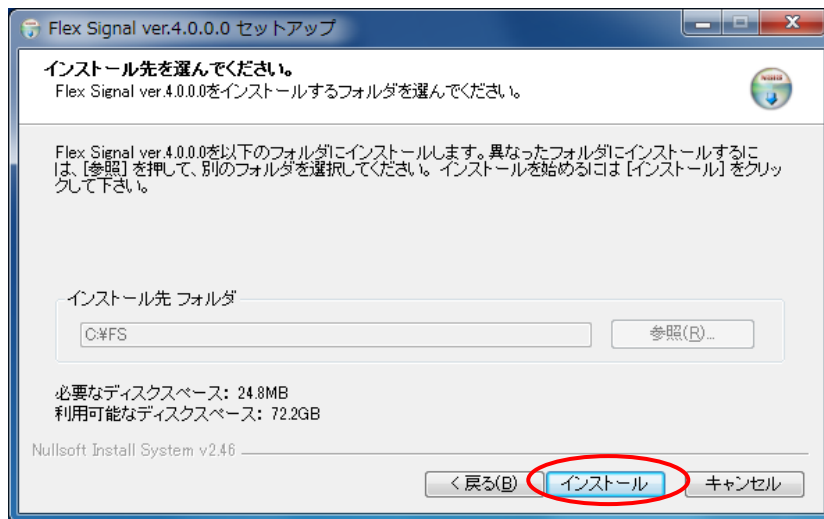 Flex Signal ver.4.0.0.0 セットアップ
インストール先を選んでください。
Flex Signal ver.4.0.0.0をインストールするフォルダを選んでください。
Flex Signal ver.4.0.0.0を以下のフォルダにインストールします。異なったフォルダにインストールするに
は、[参照] を押して、別のフォルダを選択してください。インストールを始めるには [インストール] をクリッ
クして下さい。
インストール先 フォルダ
C:¥FS
参照(R)...
必要なディスクスペース: 24.8MB
利用可能なディスクスペース: 72.2GB
Nullsoft Install System v2.46
< 戻る(B)
インストール
キャンセル